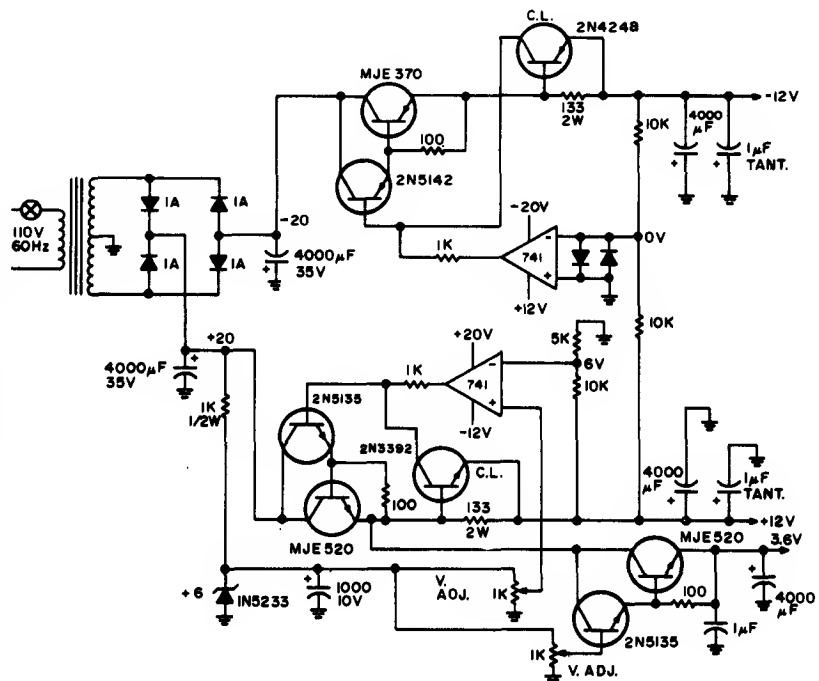 C.L.
2N4248
MJE 370
133
2W
-12V
100
10K
4000
μF
1μF
TANT.
2N5142
1A
1A
-20
110V
60Hz
1A
1A
4000μF
35V
1K
-20V
741
+12V
0V
10K
+20
4000μF
35V
1K
1/2W
+20V
1K
741
-12V
5K
6V
10K
2N5135
2N3392
C.L.
100
133
2W
MJE520
4000
μF
1μF
TANT.
+12V
MJE520
3.6V
+6
1N5233
1000
10V
V.
ADJ.
1K
100
4000
μF
2N5135
1μF
1K
V. ADJ.